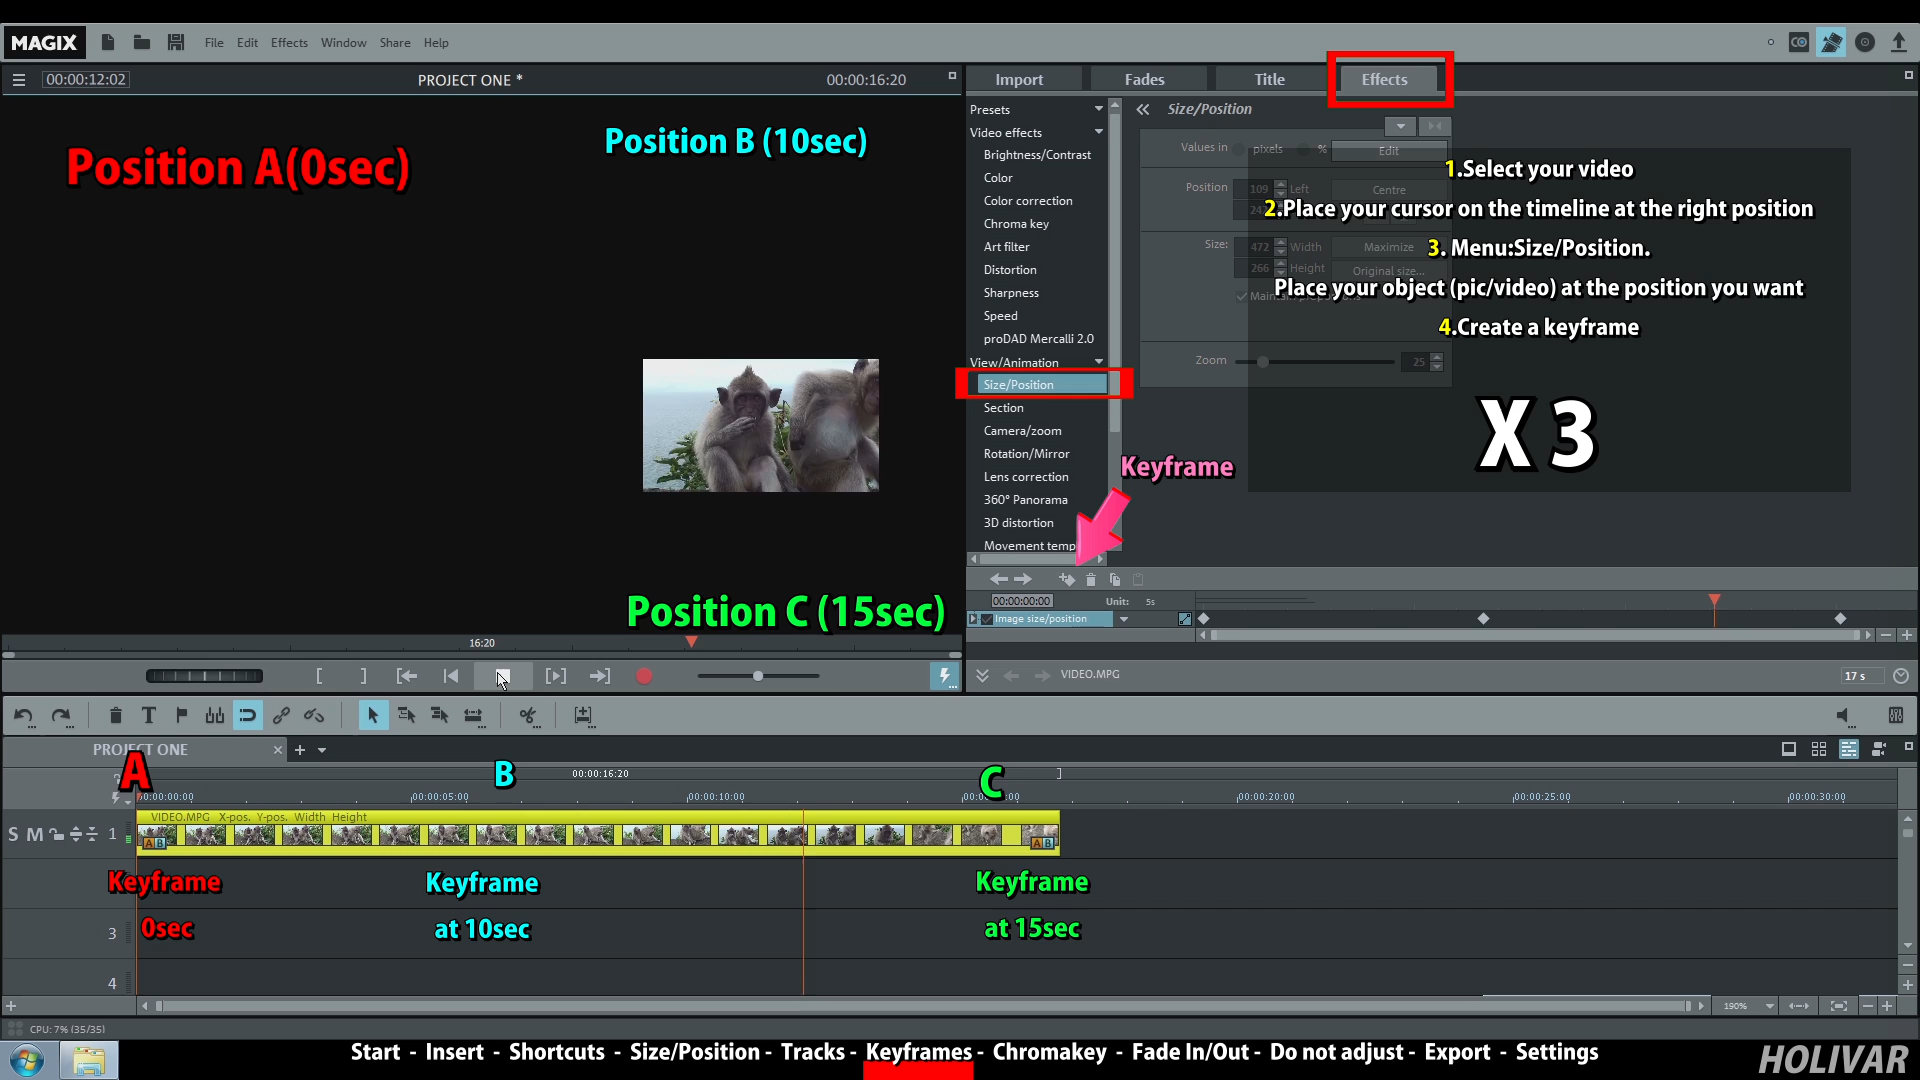 MAGIX File Edit Effects Window Share Help
00:00:12:02 PROJECT ONE * 00:00:16:20
Import Fades Title Effects
Position A(0sec)
Position B (10sec)
Position C (15sec)
16:20
Presets
Video effects
Brightness/Contrast
Color
Color correction
Chroma key
Art filter
Distortion
Sharpness
Speed
proDAD Mercalli 2.0
View/Animation
Size/Position
Section
Camera/zoom
Rotation/Mirror
Lens correction
360° Panorama
3D distortion
Movement temp
Size/Position
Values in pixels % Edit
Position 109 Left Centre
Size: 472 Width Maximize
266 Height Original size...
Zoom 25
1.Select your video
2.Place your cursor on the timeline at the right position
3. Menu:Size/Position.
Place your object (pic/video) at the position you want
4.Create a keyframe
X 3
Keyframe
00:00:00:00 Unit: 5s
Image size/position
VIDEO.MPG 17 s
PROJECT ONE
A B C
00:00:16:20
00:00:00:00 00:00:05:00 00:00:10:00 00:00:20:00 00:00:25:00 00:00:30:00
S M 1
VIDEO.MPG X-pos. Y-pos. Width Height
A B A B
Keyframe Keyframe Keyframe
3 0sec at 10sec at 15sec
4
190%
CPU: 7% (35/35)
Start - Insert - Shortcuts - Size/Position - Tracks - Keyframes - Chromakey - Fade In/Out - Do not adjust - Export - Settings
HOLIVAR